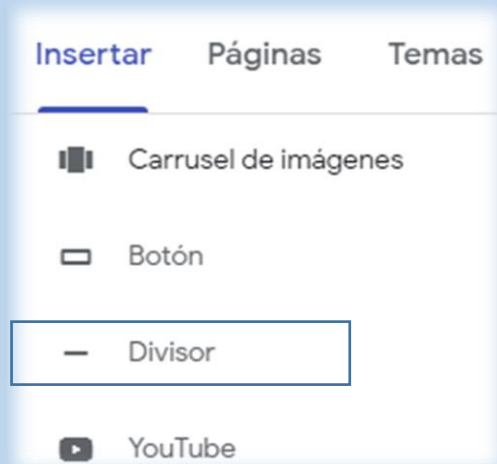 Insertar Páginas Temas
Carrusel de imágenes
Botón
Divisor
YouTube